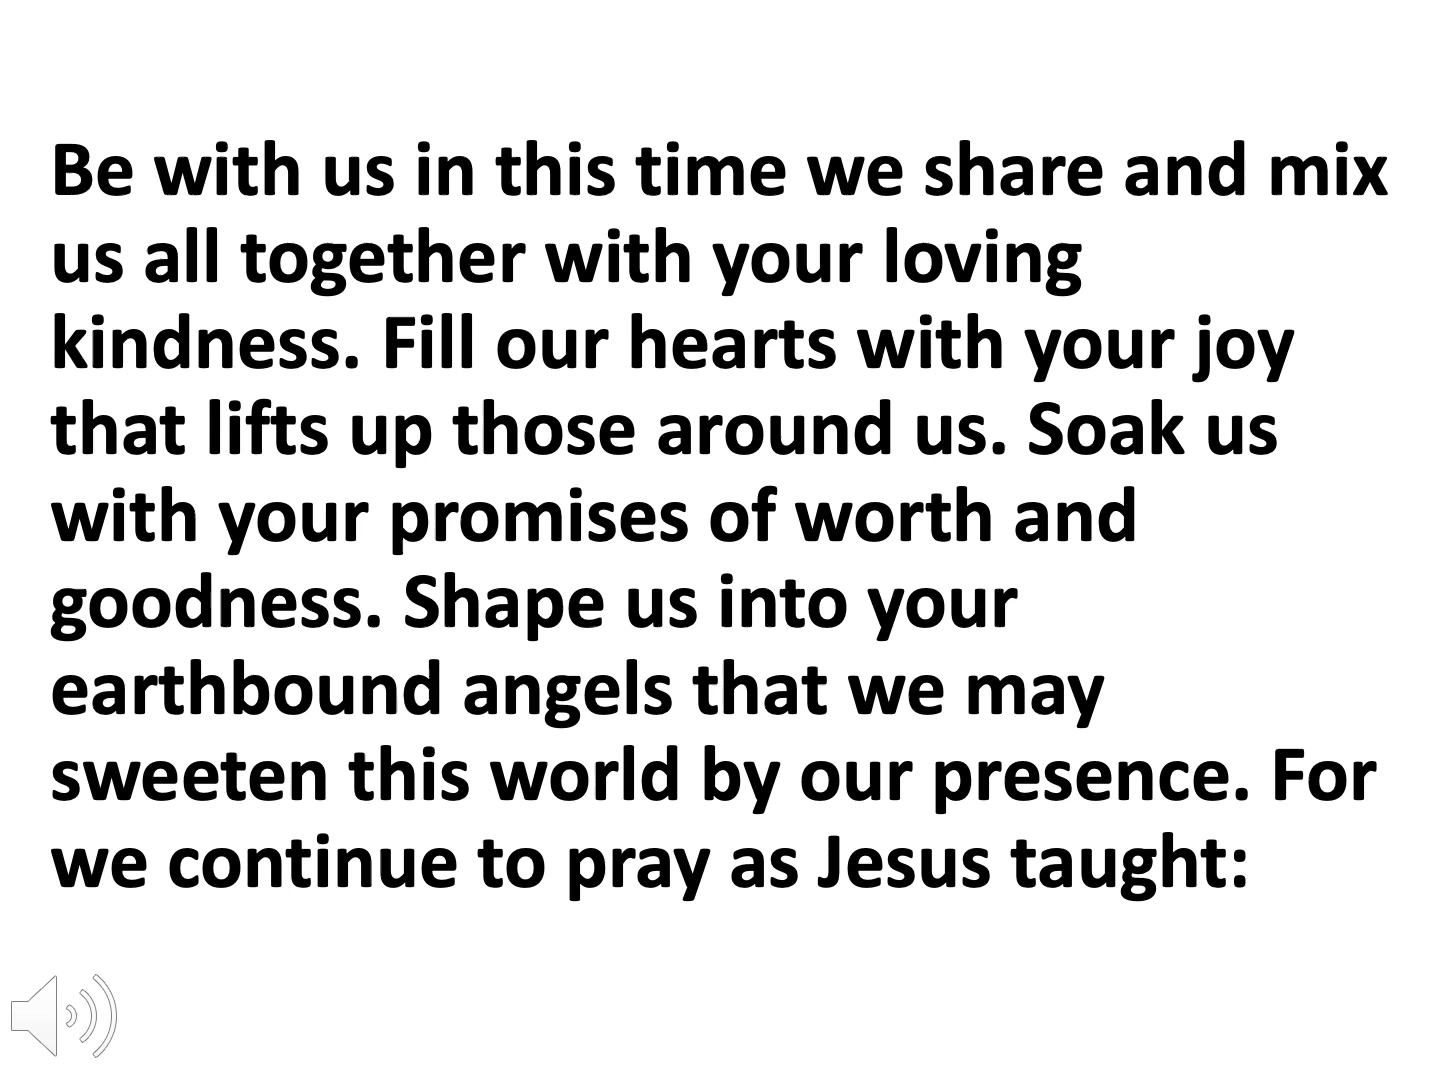 Be with us in this time we share and mix
us all together with your loving
kindness. Fill our hearts with your joy
that lifts up those around us. Soak us
with your promises of worth and
goodness. Shape us into your
earthbound angels that we may
sweeten this world by our presence. For
we continue to pray as Jesus taught: